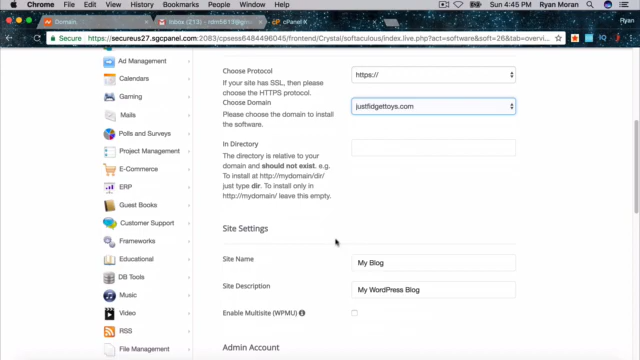 Chrome File Edit View History Bookmarks People Window Help Sun 4:45 PM Ryan Moran
Domain. Inbox (213) cPanel X Ryan
Secure https://secureus27.sgcpanel.com:2083/cpsess6484496045/frontend/Crystal/softaculous/index.live.php?act=software&soft=26&tab=overv...
Ad Management
Calendars
Gaming
Mails
Polls and Surveys
Project Management
E-Commerce
ERP
Guest Books
Customer Support
Frameworks
Educational
DB Tools
Music
Video
RSS
File Management
Choose Protocol
If your site has SSL, then please
choose the HTTPS protocol.
https://
Choose Domain
Please choose the domain to install
the software.
justfidgettoys.com
In Directory
The directory is relative to your
domain and should not exist. e.g.
To install at http://mydomain/dir/
just type dir. To install only in
http://mydomain/ leave this empty.
Site Settings
Site Name My Blog
Site Description My WordPress Blog
Enable Multisite (WPMU)
Admin Account